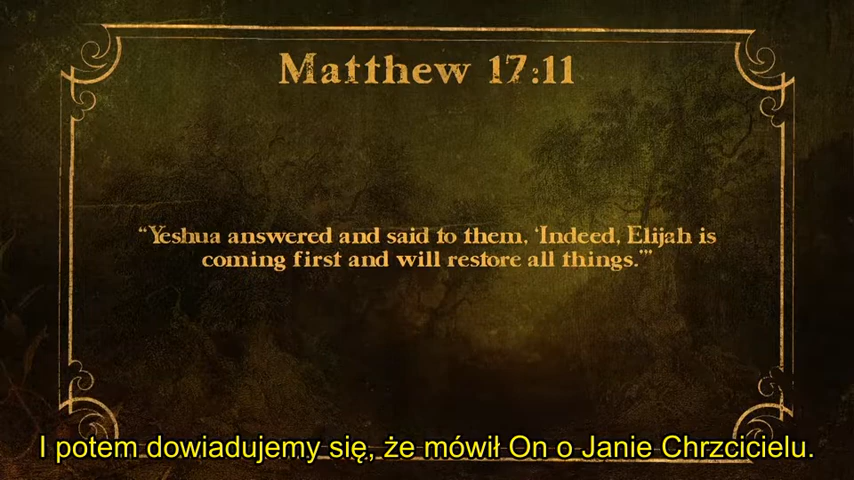 Matthew 17:11
“Yeshua answered and said to them, ‘Indeed, Elijah is
coming first and will restore all things.’”
I potem dowiadujemy się, że mówił On o Janie Chrzcicielu.